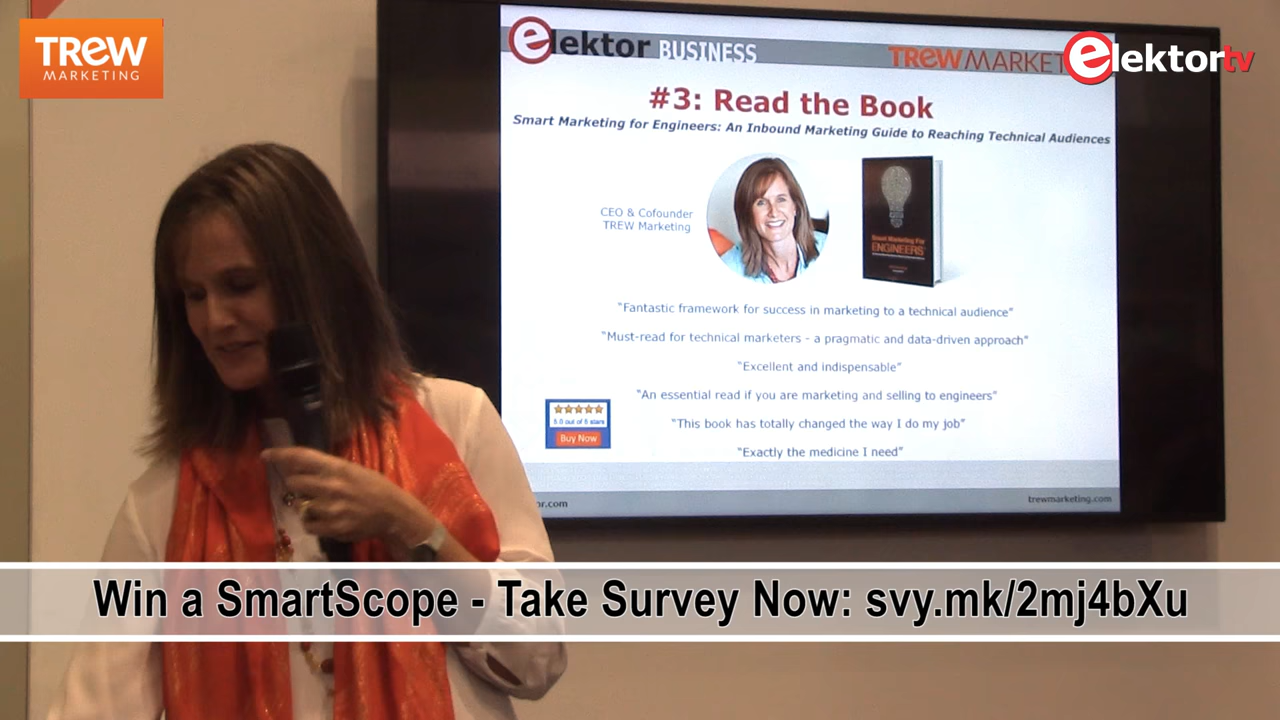 TREW
MARKETING
elektor BUSINESS
TREW MARKET
elektortv
#3: Read the Book
Smart Marketing for Engineers: An Inbound Marketing Guide to Reaching Technical Audiences
CEO & Cofounder
TREW Marketing
Smart Marketing For
ENGINEERS
"Fantastic framework for success in marketing to a technical audience"
"Must-read for technical marketers - a pragmatic and data-driven approach"
"Excellent and indispensable"
"An essential read if you are marketing and selling to engineers"
5.0 out of 5 stars
Buy Now
"This book has totally changed the way I do my job"
"Exactly the medicine I need"
trewmarketing.com
Win a SmartScope - Take Survey Now: svy.mk/2mj4bXu